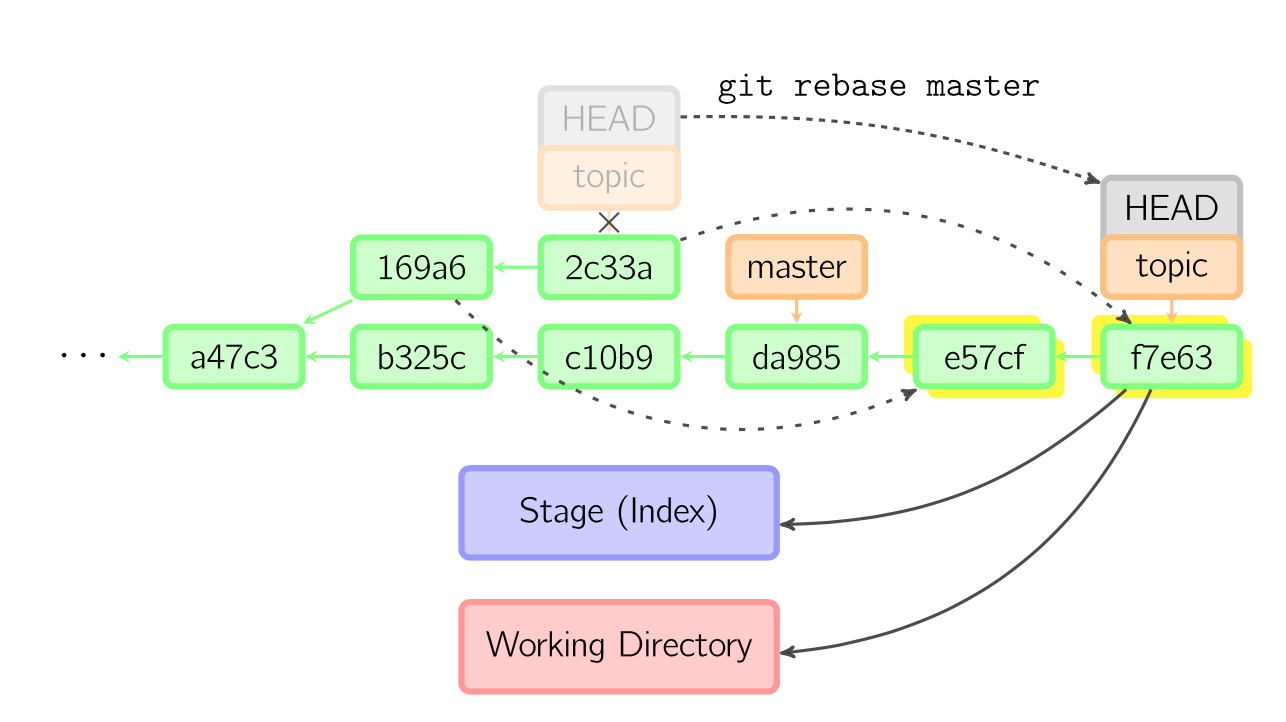 git rebase master
HEAD
topic
HEAD
169a6
2c33a
master
topic
...
a47c3
b325c
c10b9
da985
e57cf
f7e63
Stage (Index)
Working Directory